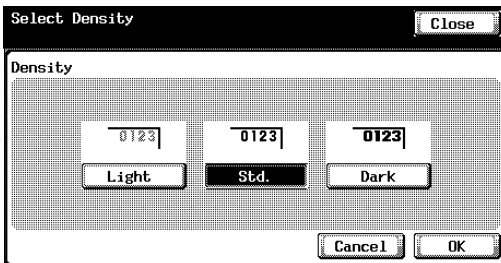 Select Density
Close
Density
0123 0123 0123
Light Std. Dark
Cancel OK